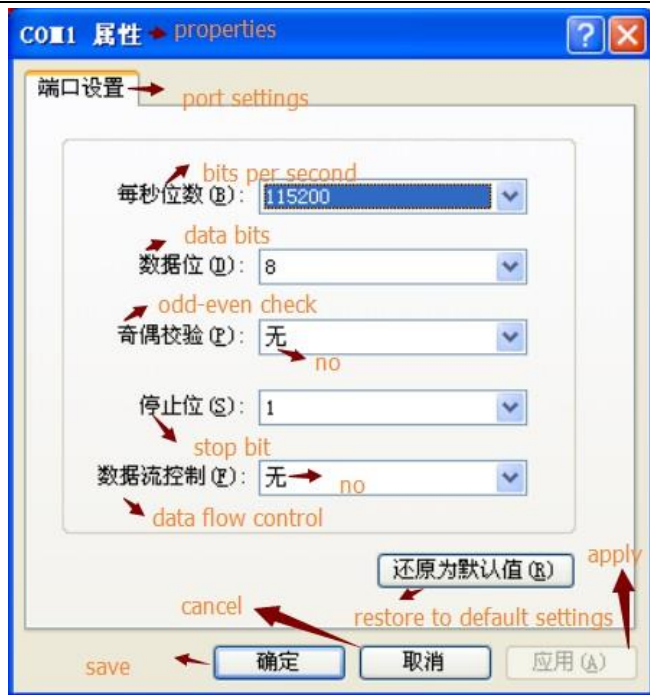 COM1 属性 properties
端口设置 port settings
bits per second
每秒位数(B): 115200
data bits
数据位(D): 8
odd-even check
奇偶校验(P): 无
no
停止位(S): 1
stop bit
数据流控制(F): 无 no
data flow control
还原为默认值(R) apply
cancel restore to default settings
save 确定 取消 应用(A)